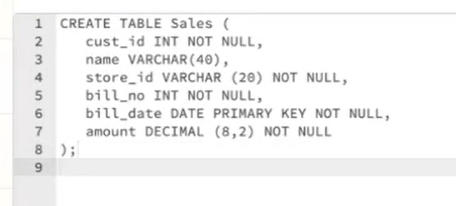 1 CREATE TABLE Sales (
2 cust_id INT NOT NULL,
3 name VARCHAR(40),
4 store_id VARCHAR (20) NOT NULL,
5 bill_no INT NOT NULL,
6 bill_date DATE PRIMARY KEY NOT NULL,
7 amount DECIMAL (8,2) NOT NULL
8 );
9